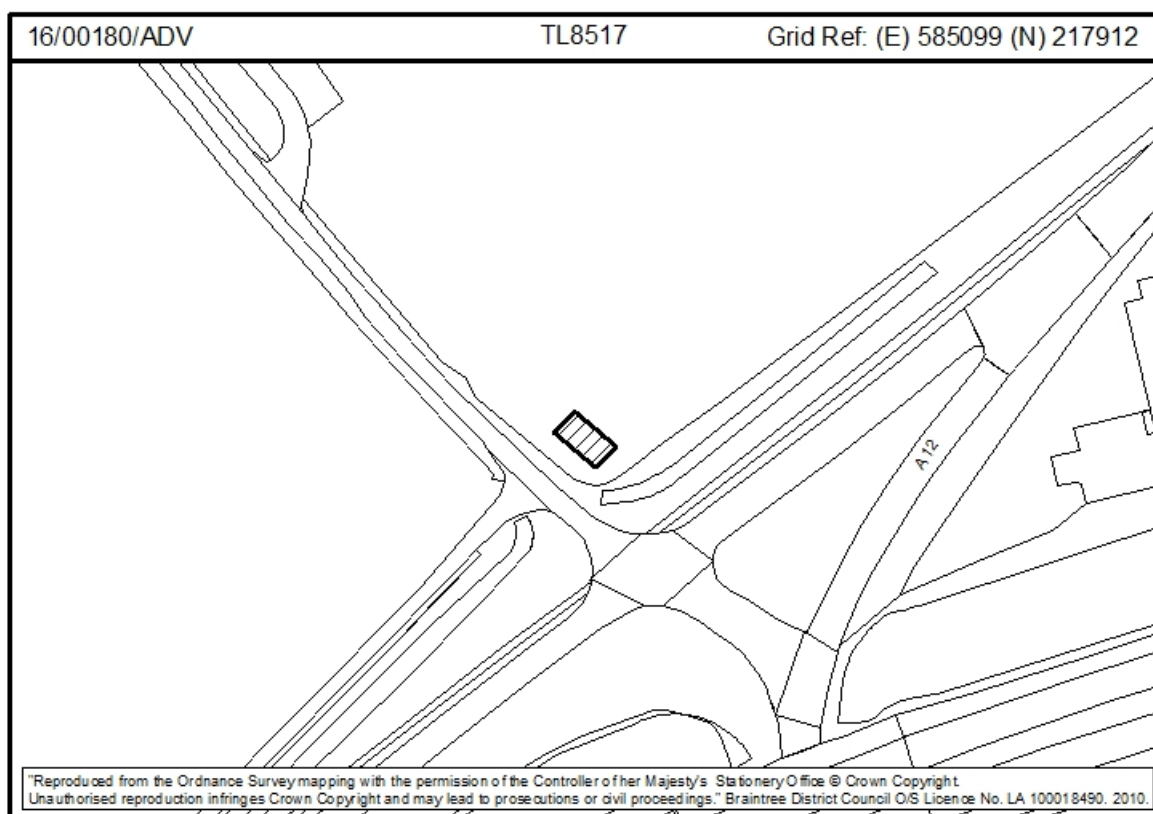 16/00180/ADV TL8517 Grid Ref: (E) 585099 (N) 217912
A12
"Reproduced from the Ordnance Survey mapping with the permission of the Controller of her Majesty's Stationery Office © Crown Copyright.
Unauthorised reproduction infringes Crown Copyright and may lead to prosecutions or civil proceedings." Braintree District Council O/S Licence No. LA 100018490. 2010.